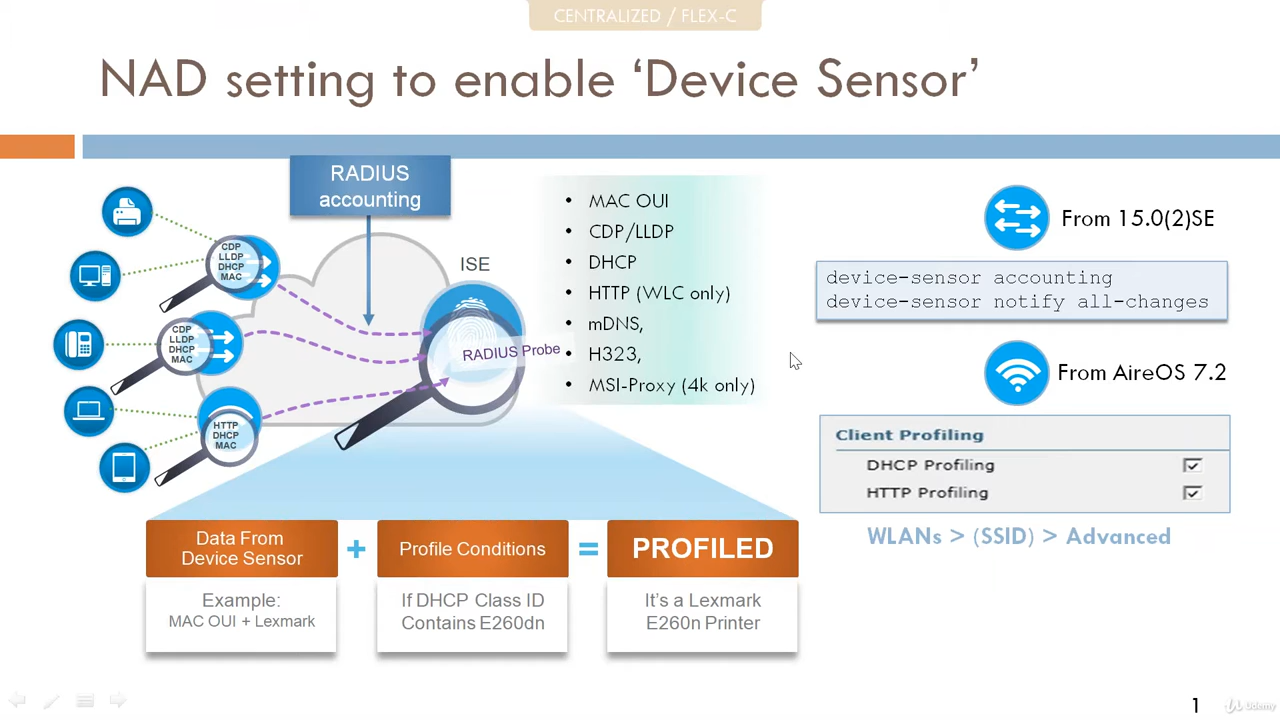 CENTRALIZED / FLEX-C
NAD setting to enable ‘Device Sensor’
RADIUS
accounting
CDP
LLDP
DHCP
MAC
CDP
LLDP
DHCP
MAC
HTTP
DHCP
MAC
ISE
RADIUS Probe
• MAC OUI
• CDP/LLDP
• DHCP
• HTTP (WLC only)
• mDNS,
• H323,
• MSI-Proxy (4k only)
From 15.0(2)SE
device-sensor accounting
device-sensor notify all-changes
From AireOS 7.2
Client Profiling
DHCP Profiling
HTTP Profiling
WLANs > (SSID) > Advanced
Data From
Device Sensor
+
Profile Conditions
=
PROFILED
Example:
MAC OUI + Lexmark
If DHCP Class ID
Contains E260dn
It’s a Lexmark
E260n Printer
1
Udemy